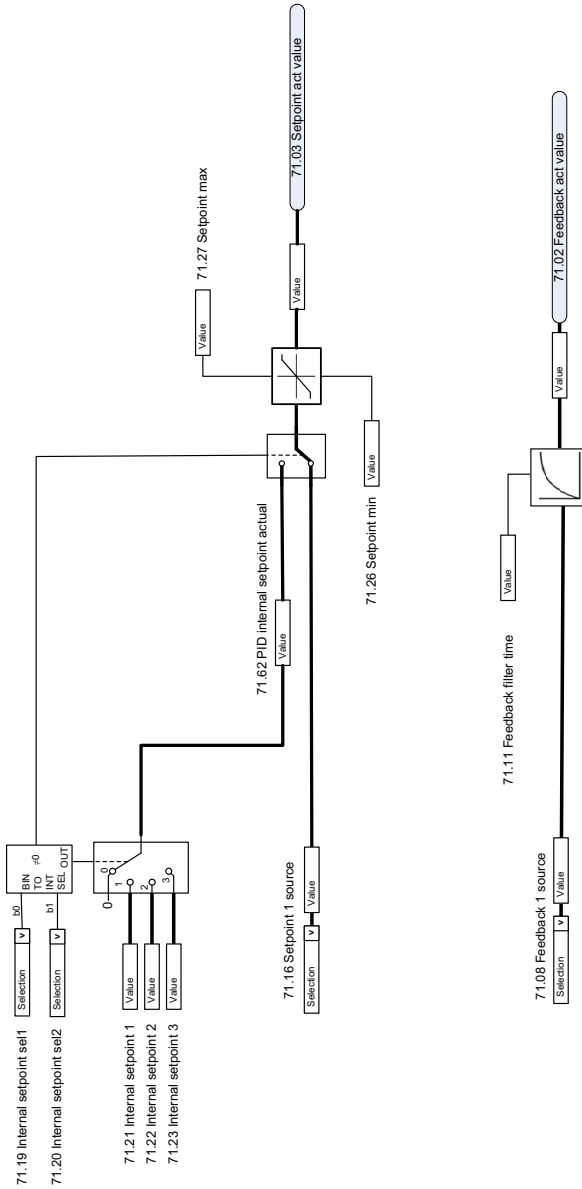 71.19 Internal setpoint sel1
Selection v
b0
71.20 Internal setpoint sel2
Selection v
b1
BIN
TO
INT
SEL
≠0
OUT
71.21 Internal setpoint 1
Value
71.22 Internal setpoint 2
Value
71.23 Internal setpoint 3
Value
0
0
1
2
3
71.62 PID internal setpoint actual
Value
71.16 Setpoint 1 source
Selection v
Value
71.27 Setpoint max
Value
71.26 Setpoint min
Value
Value
71.03 Setpoint act value
71.08 Feedback 1 source
Selection v
Value
71.11 Feedback filter time
Value
Value
71.02 Feedback act value